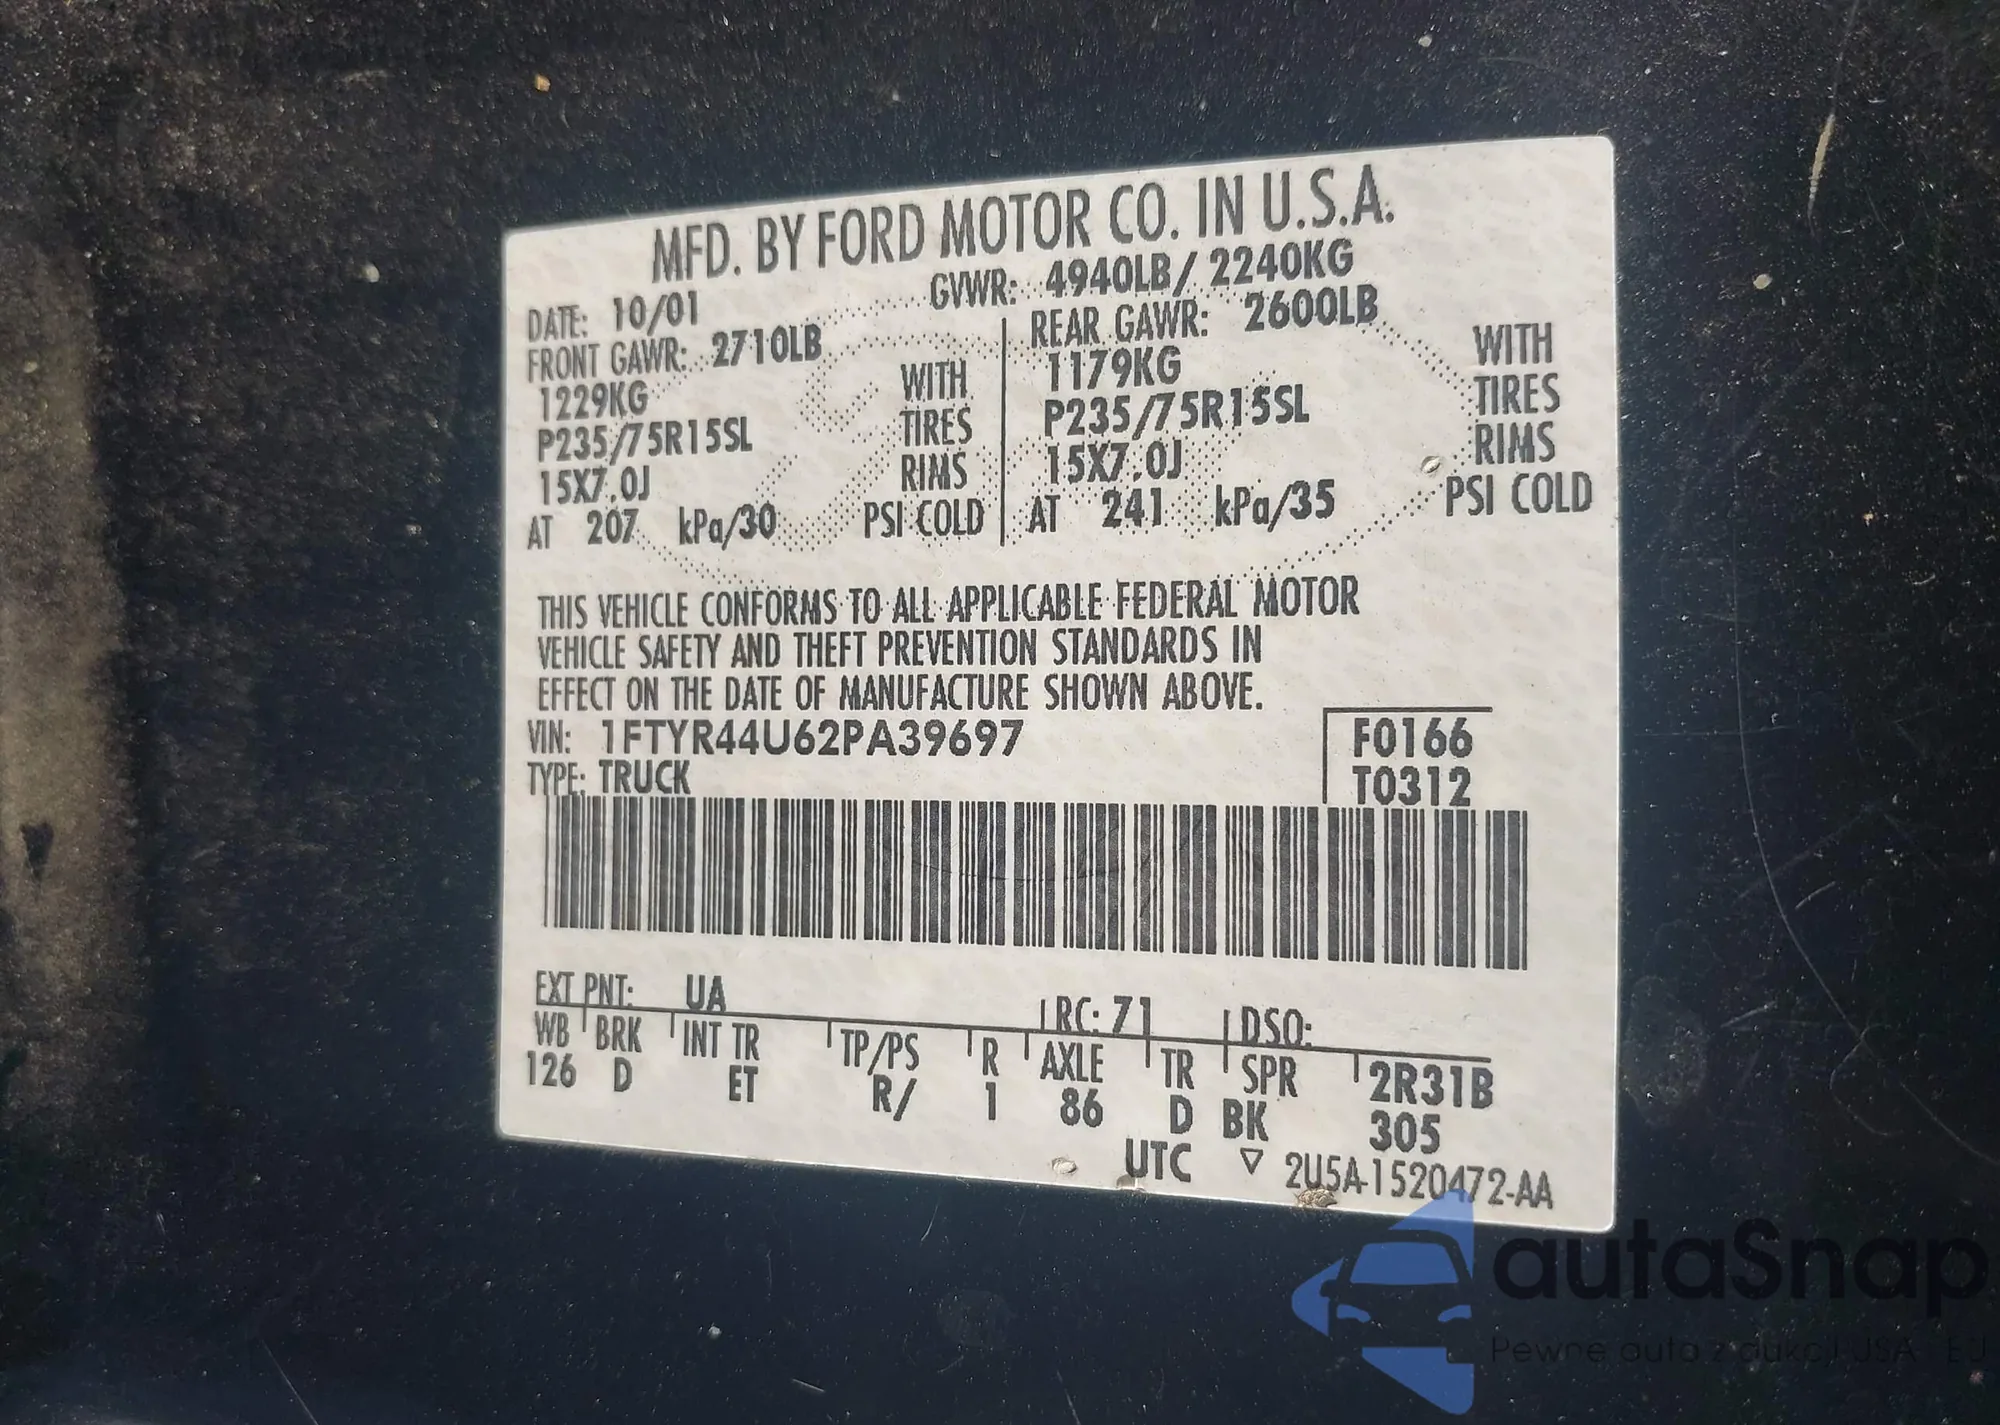 MFD. BY FORD MOTOR CO. IN U.S.A.
DATE: 10/01 GVWR: 4940LB/ 2240KG
FRONT GAWR: 2710LB REAR GAWR: 2600LB
1229KG WITH 1179KG WITH
P235/75R15SL TIRES P235/75R15SL TIRES
15X7.0J RIMS 15X7.0J RIMS
AT 207 kPa/30 PSI COLD AT 241 kPa/35 PSI COLD
THIS VEHICLE CONFORMS TO ALL APPLICABLE FEDERAL MOTOR
VEHICLE SAFETY AND THEFT PREVENTION STANDARDS IN
EFFECT ON THE DATE OF MANUFACTURE SHOWN ABOVE.
VIN: 1FTYR44U62PA39697 F0166
TYPE: TRUCK T0312
EXT PNT: UA RC: 71 DSO:
WB BRK INT TR TP/PS R AXLE TR SPR 2R31B
126 D ET R/ 1 86 D BK 305
UTC ▽ 2U5A-1520472-AA
autaSnap
Pewne auta z aukcji USA i EU